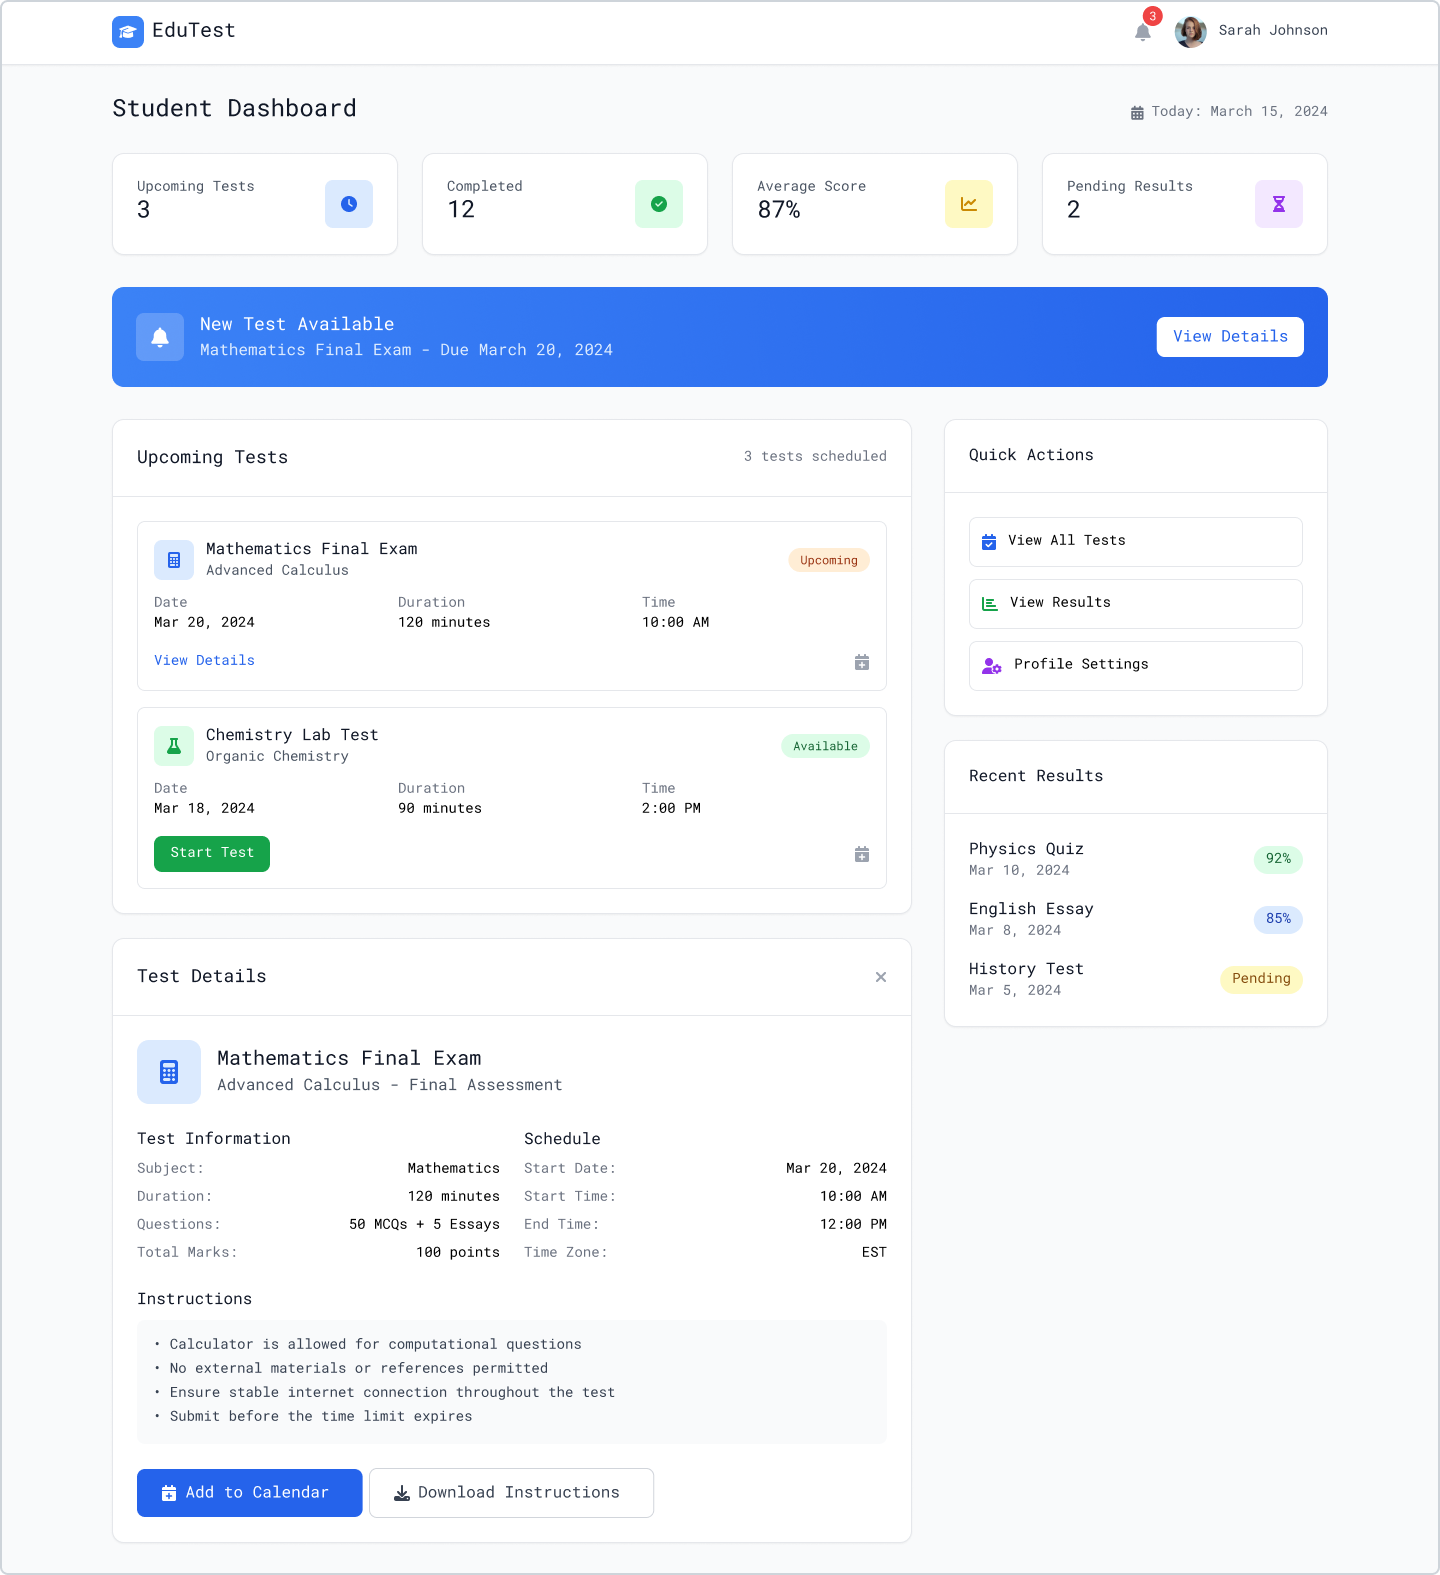 EduTest
3
Sarah Johnson
Student Dashboard
Today: March 15, 2024
Upcoming Tests
3
Completed
12
Average Score
87%
Pending Results
2
New Test Available
Mathematics Final Exam - Due March 20, 2024
View Details
Upcoming Tests
3 tests scheduled
Mathematics Final Exam
Advanced Calculus
Upcoming
Date
Mar 20, 2024
Duration
120 minutes
Time
10:00 AM
View Details
Chemistry Lab Test
Organic Chemistry
Available
Date
Mar 18, 2024
Duration
90 minutes
Time
2:00 PM
Start Test
Quick Actions
View All Tests
View Results
Profile Settings
Recent Results
Physics Quiz
Mar 10, 2024
92%
English Essay
Mar 8, 2024
85%
History Test
Mar 5, 2024
Pending
Test Details
Mathematics Final Exam
Advanced Calculus - Final Assessment
Test Information
Subject: Mathematics
Duration: 120 minutes
Questions: 50 MCQs + 5 Essays
Total Marks: 100 points
Schedule
Start Date: Mar 20, 2024
Start Time: 10:00 AM
End Time: 12:00 PM
Time Zone: EST
Instructions
• Calculator is allowed for computational questions
• No external materials or references permitted
• Ensure stable internet connection throughout the test
• Submit before the time limit expires
Add to Calendar
Download Instructions